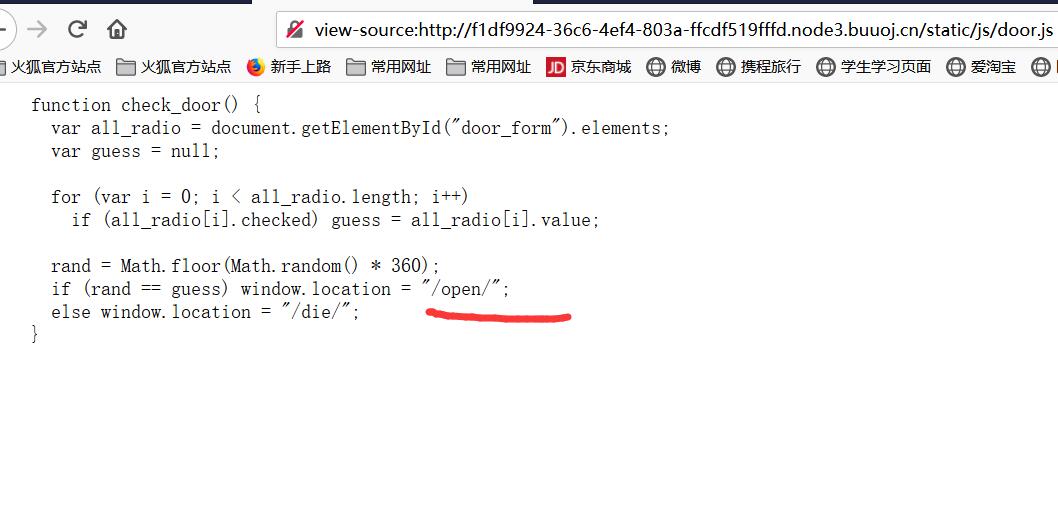 view-source:http://f1df9924-36c6-4ef4-803a-ffcdf519fffd.node3.buuoj.cn/static/js/door.js
火狐官方站点 火狐官方站点 新手上路 常用网址 常用网址 JD 京东商城 微博 携程旅行 学生学习页面 爱淘宝
function check_door() {
var all_radio = document.getElementById("door_form").elements;
var guess = null;
for (var i = 0; i < all_radio.length; i++)
if (all_radio[i].checked) guess = all_radio[i].value;
rand = Math.floor(Math.random() * 360);
if (rand == guess) window.location = "/open/";
else window.location = "/die/";
}